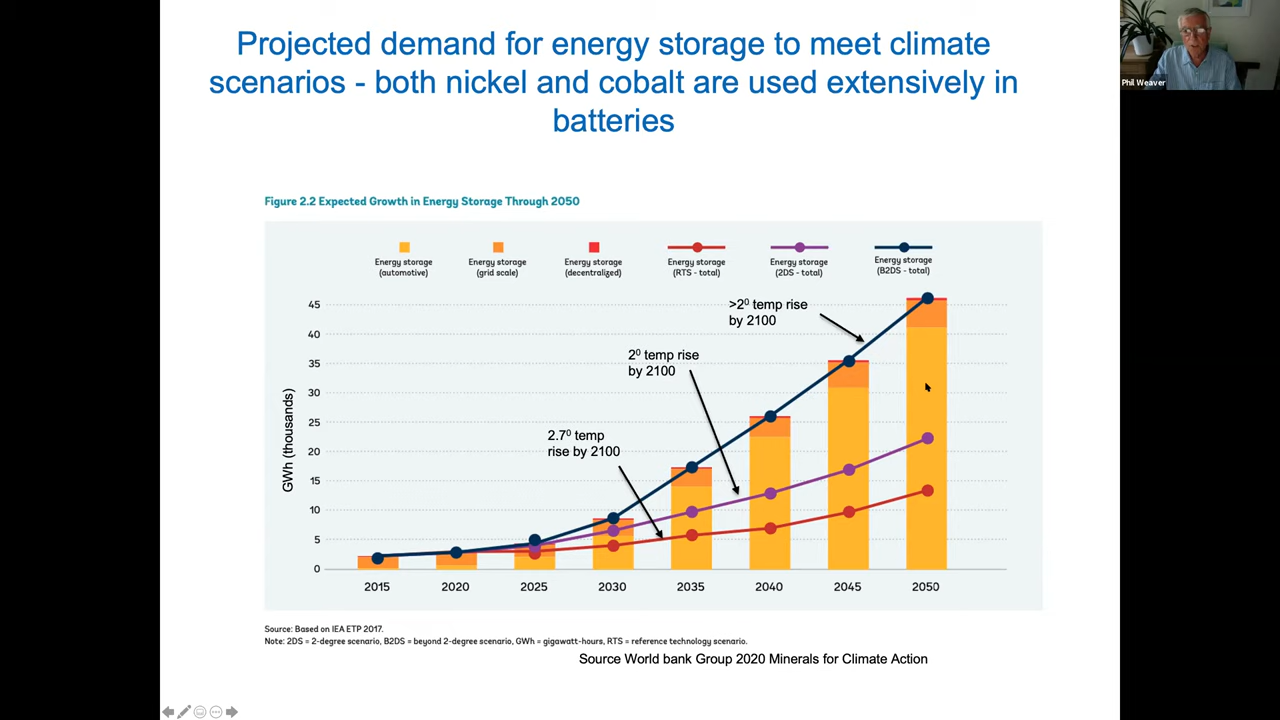 Projected demand for energy storage to meet climate
scenarios - both nickel and cobalt are used extensively in
batteries
Phil Weaver
Figure 2.2 Expected Growth in Energy Storage Through 2050
Energy storage
(automotive)
Energy storage
(grid scale)
Energy storage
(decentralized)
Energy storage
(RTS - total)
Energy storage
(2DS - total)
Energy storage
(B2DS - total)
>2⁰ temp rise
by 2100
2⁰ temp rise
by 2100
2.7⁰ temp
rise by 2100
GWh (thousands)
45
40
35
30
25
20
15
10
5
0
2015
2020
2025
2030
2035
2040
2045
2050
Source: Based on IEA ETP 2017.
Note: 2DS = 2-degree scenario, B2DS = beyond 2-degree scenario, GWh = gigawatt-hours, RTS = reference technology scenario.
Source World bank Group 2020 Minerals for Climate Action